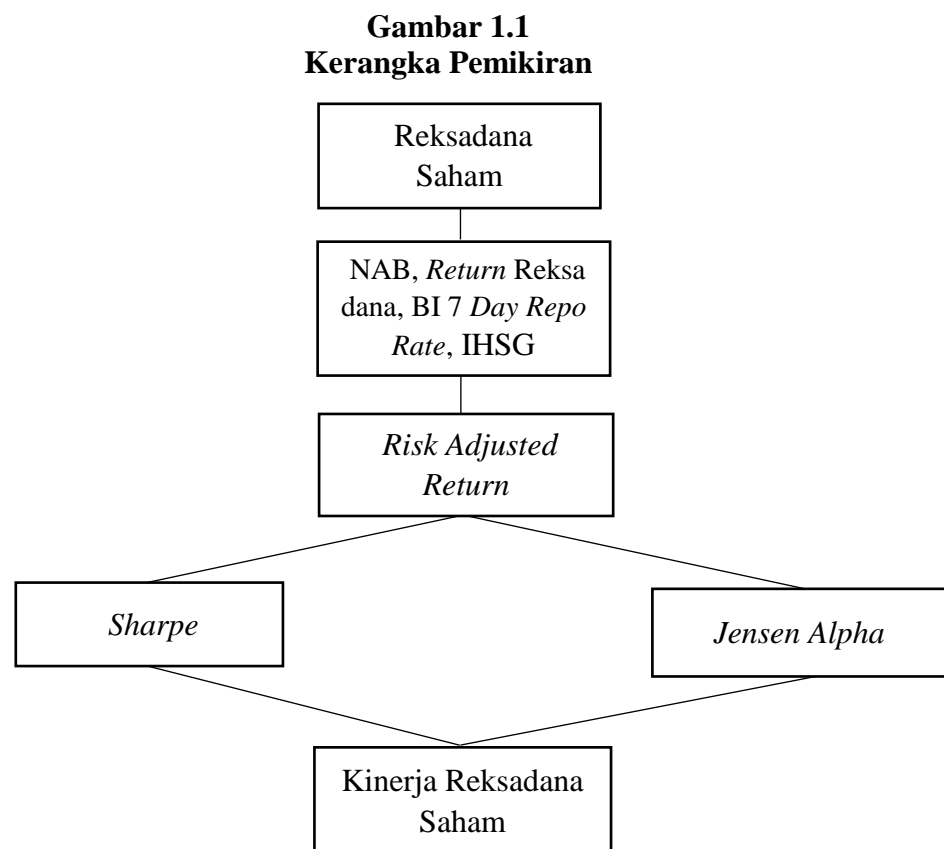 Gambar 1.1
Kerangka Pemikiran
Reksadana
Saham
NAB, Return Reksa
dana, BI 7 Day Repo
Rate, IHSG
Risk Adjusted
Return
Sharpe
Jensen Alpha
Kinerja Reksadana
Saham